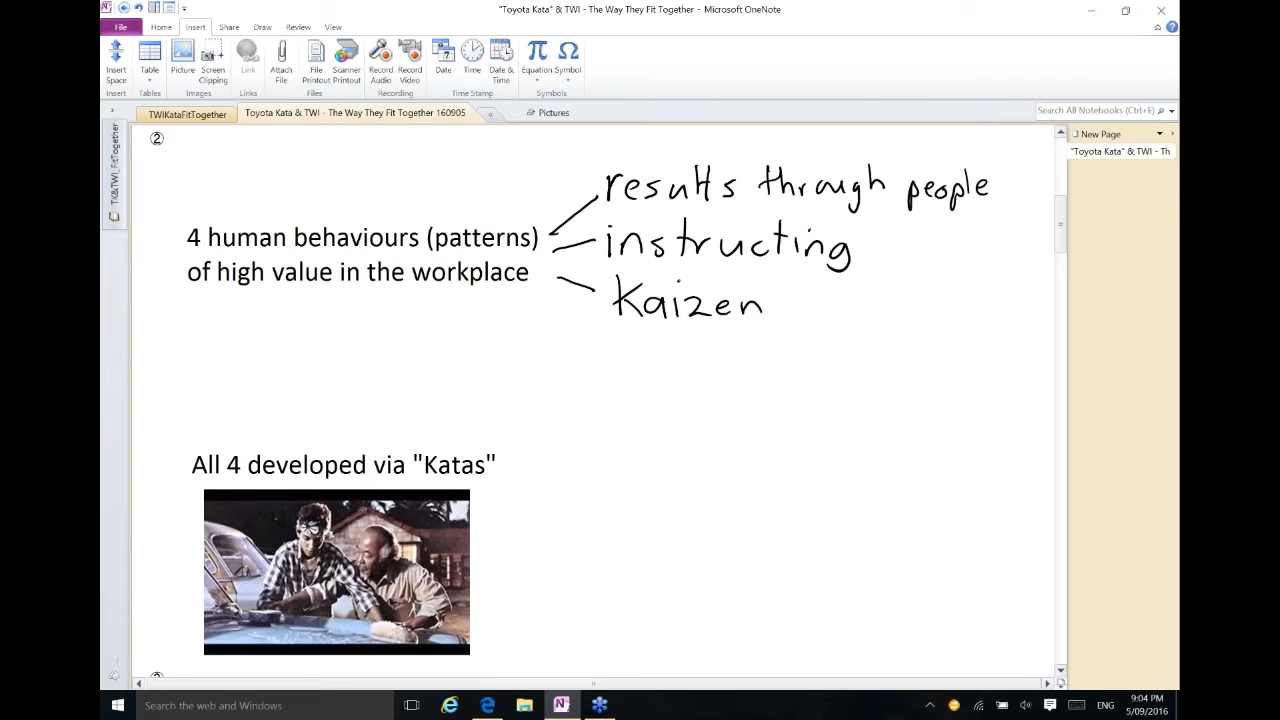 "Toyota Kata" & TWI - The Way They Fit Together - Microsoft OneNote
File Home Insert Share Draw Review View
Insert Space
Table
Picture
Screen Clipping
Link
Attach File
File Printout
Scanner Printout
Record Audio
Record Video
Date
Time
Date & Time
Equation
Symbol
Insert Tables Images Links Files Recording Time Stamp Symbols
TWIKataFitTogether
Toyota Kata & TWI - The Way They Fit Together 160905
Pictures
Search All Notebooks (Ctrl+E)
TK&TWI_FitTogether
New Page
"Toyota Kata" & TWI - Th
②
results through people
4 human behaviours (patterns)
of high value in the workplace
instructing
Kaizen
All 4 developed via "Katas"
Search the web and Windows
ENG
9:04 PM
5/09/2016